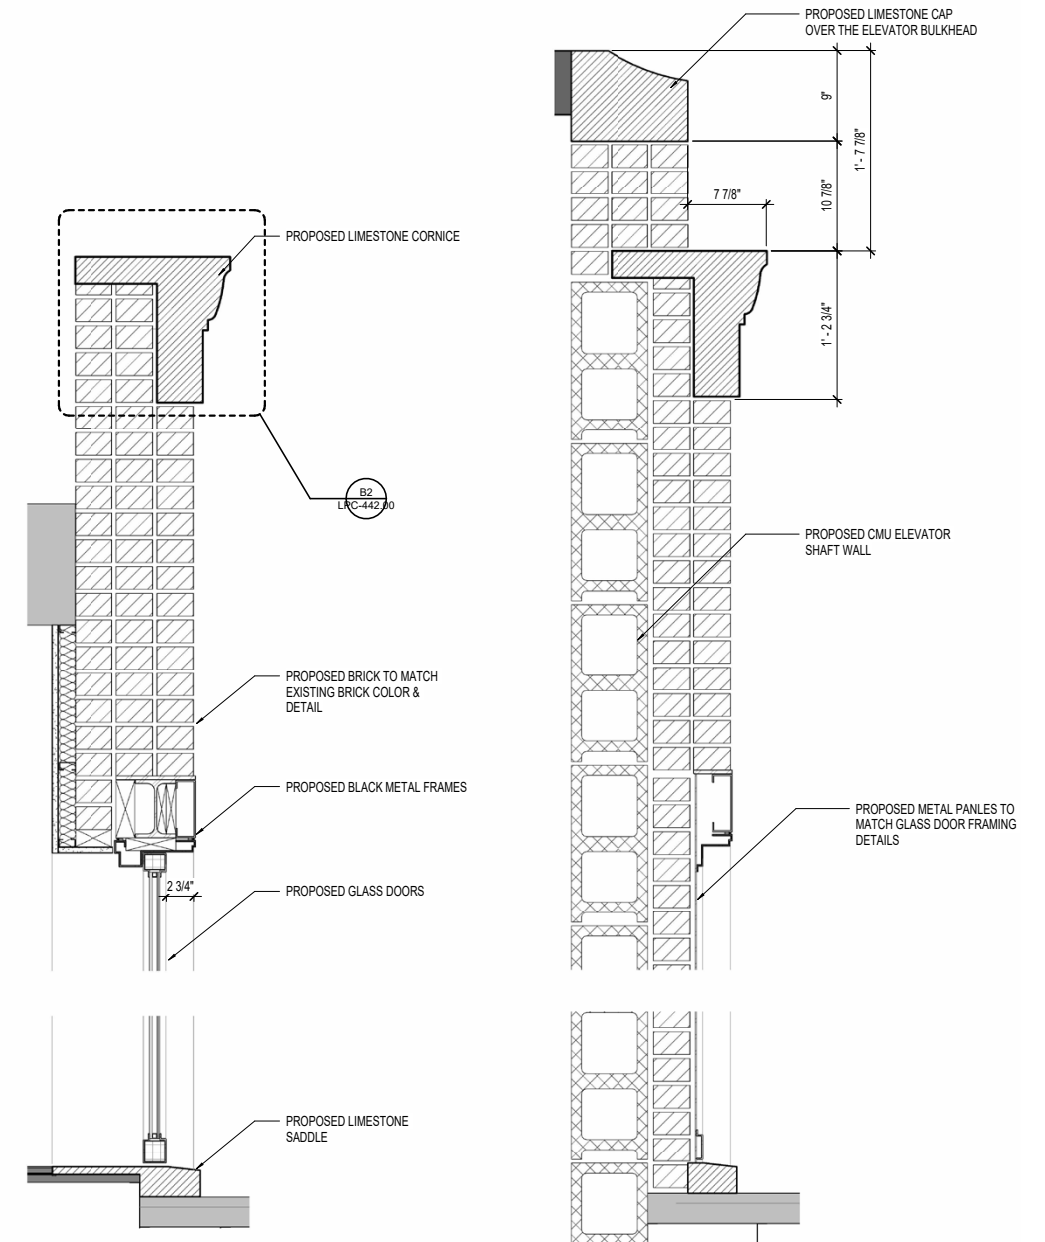 PROPOSED LIMESTONE CAP
OVER THE ELEVATOR BULKHEAD
9"
1' - 7 7/8"
10 7/8"
7 7/8"
1' - 2 3/4"
PROPOSED LIMESTONE CORNICE
B2
LPC-442.00
PROPOSED CMU ELEVATOR
SHAFT WALL
PROPOSED BRICK TO MATCH
EXISTING BRICK COLOR &
DETAIL
PROPOSED BLACK METAL FRAMES
PROPOSED METAL PANLES TO
MATCH GLASS DOOR FRAMING
DETAILS
2 3/4"
PROPOSED GLASS DOORS
PROPOSED LIMESTONE
SADDLE